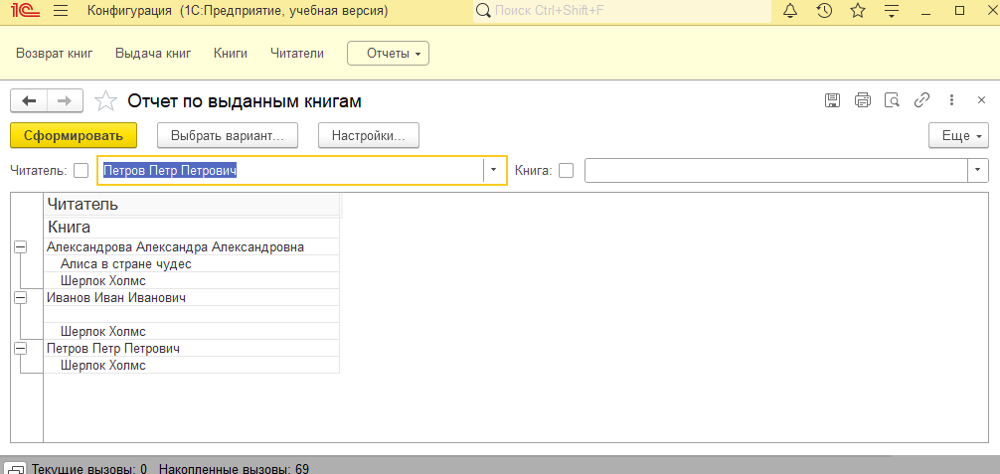 1С Конфигурация (1С:Предприятие, учебная версия) Поиск Ctrl+Shift+F
Возврат книг Выдача книг Книги Читатели Отчеты
Отчет по выданным книгам
Сформировать Выбрать вариант... Настройки... Еще
Читатель: Петров Петр Петрович Книга:
Читатель
Книга
Александрова Александра Александровна
Алиса в стране чудес
Шерлок Холмс
Иванов Иван Иванович
Шерлок Холмс
Петров Петр Петрович
Шерлок Холмс
Текущие вызовы: 0 Накопленные вызовы: 69